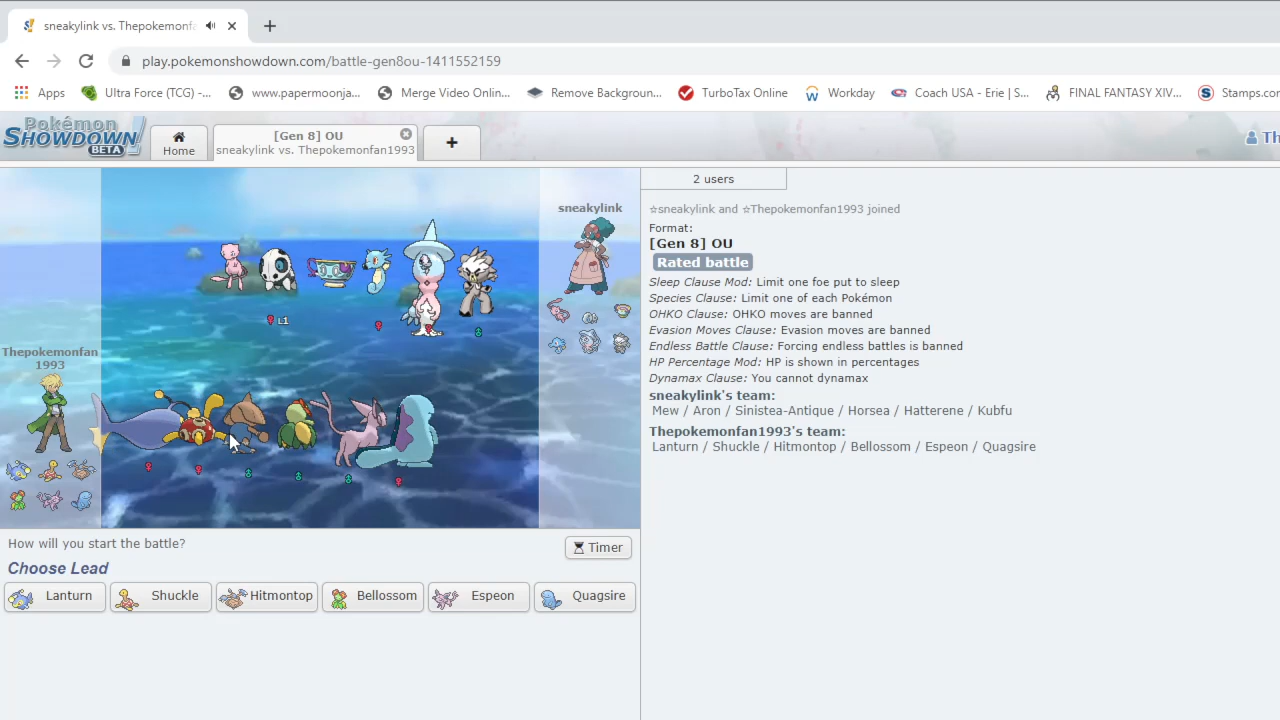 sneakylink vs. Thepokemonfa
play.pokemonshowdown.com/battle-gen8ou-1411552159
Apps Ultra Force (TCG) -... www.papermoonja... Merge Video Onlin... Remove Backgroun... TurboTax Online Workday Coach USA - Erie | S... FINAL FANTASY XIV... Stamps.com
Pokémon
SHOWDOWN!
BETA
Home
[Gen 8] OU
sneakylink vs. Thepokemonfan1993
+
Th
2 users
sneakylink
Thepokemonfan
1993
L1
☆sneakylink and ☆Thepokemonfan1993 joined
Format:
[Gen 8] OU
Rated battle
Sleep Clause Mod: Limit one foe put to sleep
Species Clause: Limit one of each Pokémon
OHKO Clause: OHKO moves are banned
Evasion Moves Clause: Evasion moves are banned
Endless Battle Clause: Forcing endless battles is banned
HP Percentage Mod: HP is shown in percentages
Dynamax Clause: You cannot dynamax
sneakylink's team:
Mew / Aron / Sinistea-Antique / Horsea / Hatterene / Kubfu
Thepokemonfan1993's team:
Lanturn / Shuckle / Hitmontop / Bellossom / Espeon / Quagsire
How will you start the battle?
Timer
Choose Lead
Lanturn Shuckle Hitmontop Bellossom Espeon Quagsire